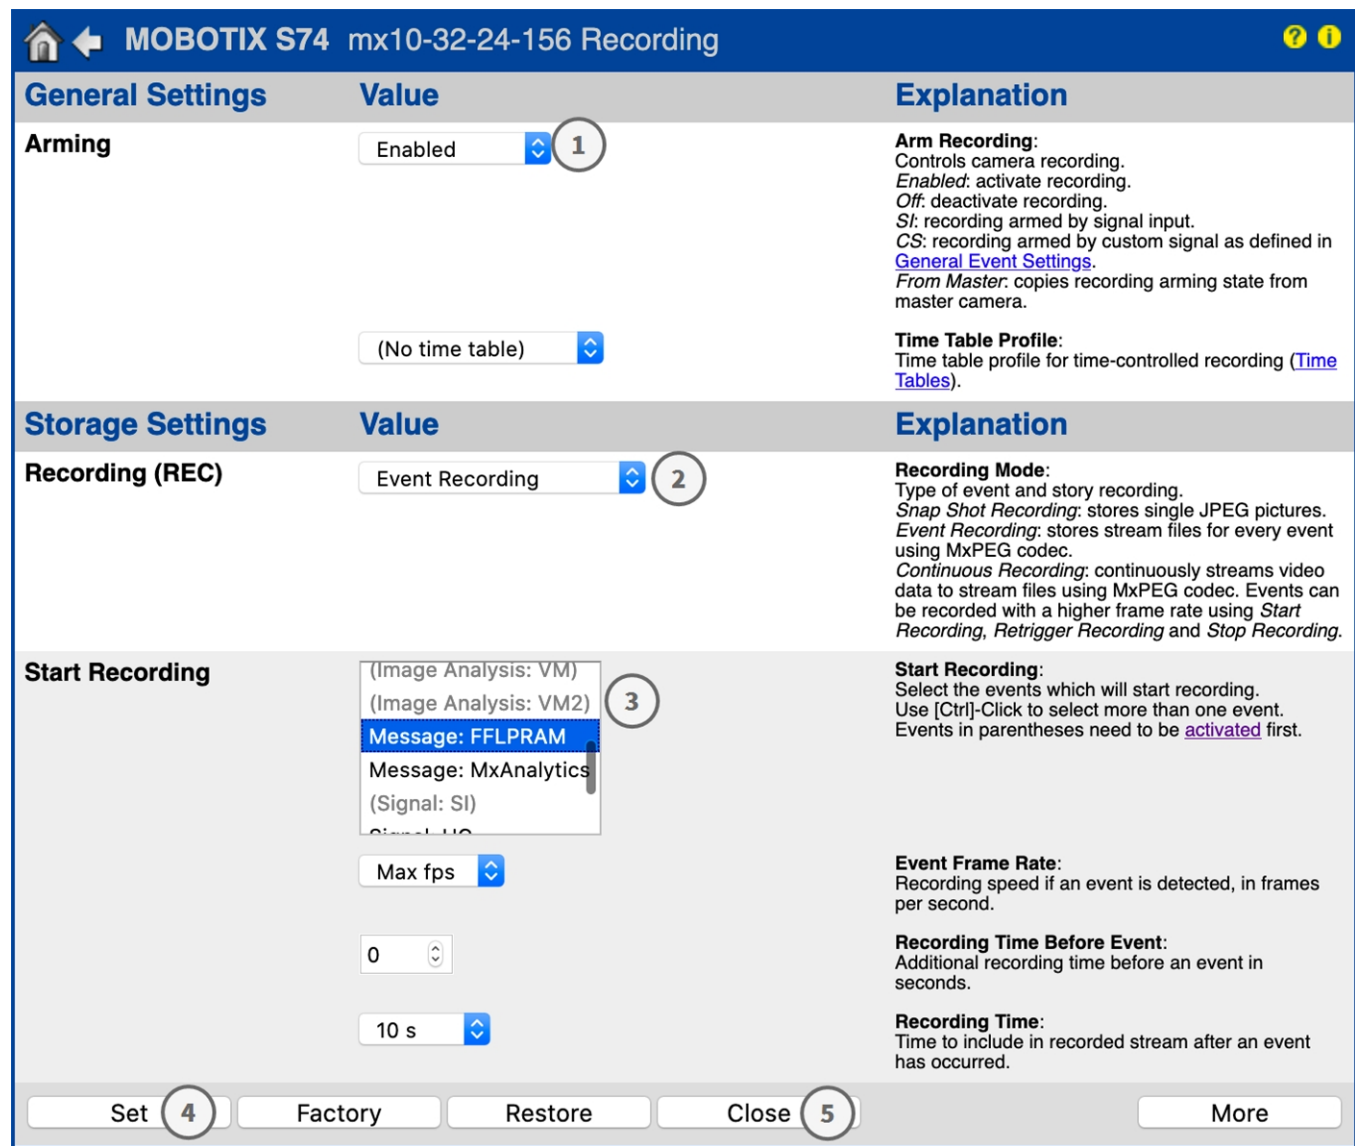 MOBOTIX S74 mx10-32-24-156 Recording ? i
General Settings Value Explanation
Arming
Enabled 1
Arm Recording:
Controls camera recording.
Enabled: activate recording.
Off: deactivate recording.
SI: recording armed by signal input.
CS: recording armed by custom signal as defined in
General Event Settings.
From Master: copies recording arming state from
master camera.
(No time table)
Time Table Profile:
Time table profile for time-controlled recording (Time
Tables).
Storage Settings Value Explanation
Recording (REC)
Event Recording 2
Recording Mode:
Type of event and story recording.
Snap Shot Recording: stores single JPEG pictures.
Event Recording: stores stream files for every event
using MxPEG codec.
Continuous Recording: continuously streams video
data to stream files using MxPEG codec. Events can
be recorded with a higher frame rate using Start
Recording, Retrigger Recording and Stop Recording.
Start Recording
(Image Analysis: VM)
(Image Analysis: VM2) 3
Message: FFLPRAM
Message: MxAnalytics
(Signal: SI)
Start Recording:
Select the events which will start recording.
Use [Ctrl]-Click to select more than one event.
Events in parentheses need to be activated first.
Max fps
Event Frame Rate:
Recording speed if an event is detected, in frames
per second.
0
Recording Time Before Event:
Additional recording time before an event in
seconds.
10 s
Recording Time:
Time to include in recorded stream after an event
has occurred.
Set 4 Factory Restore Close 5 More